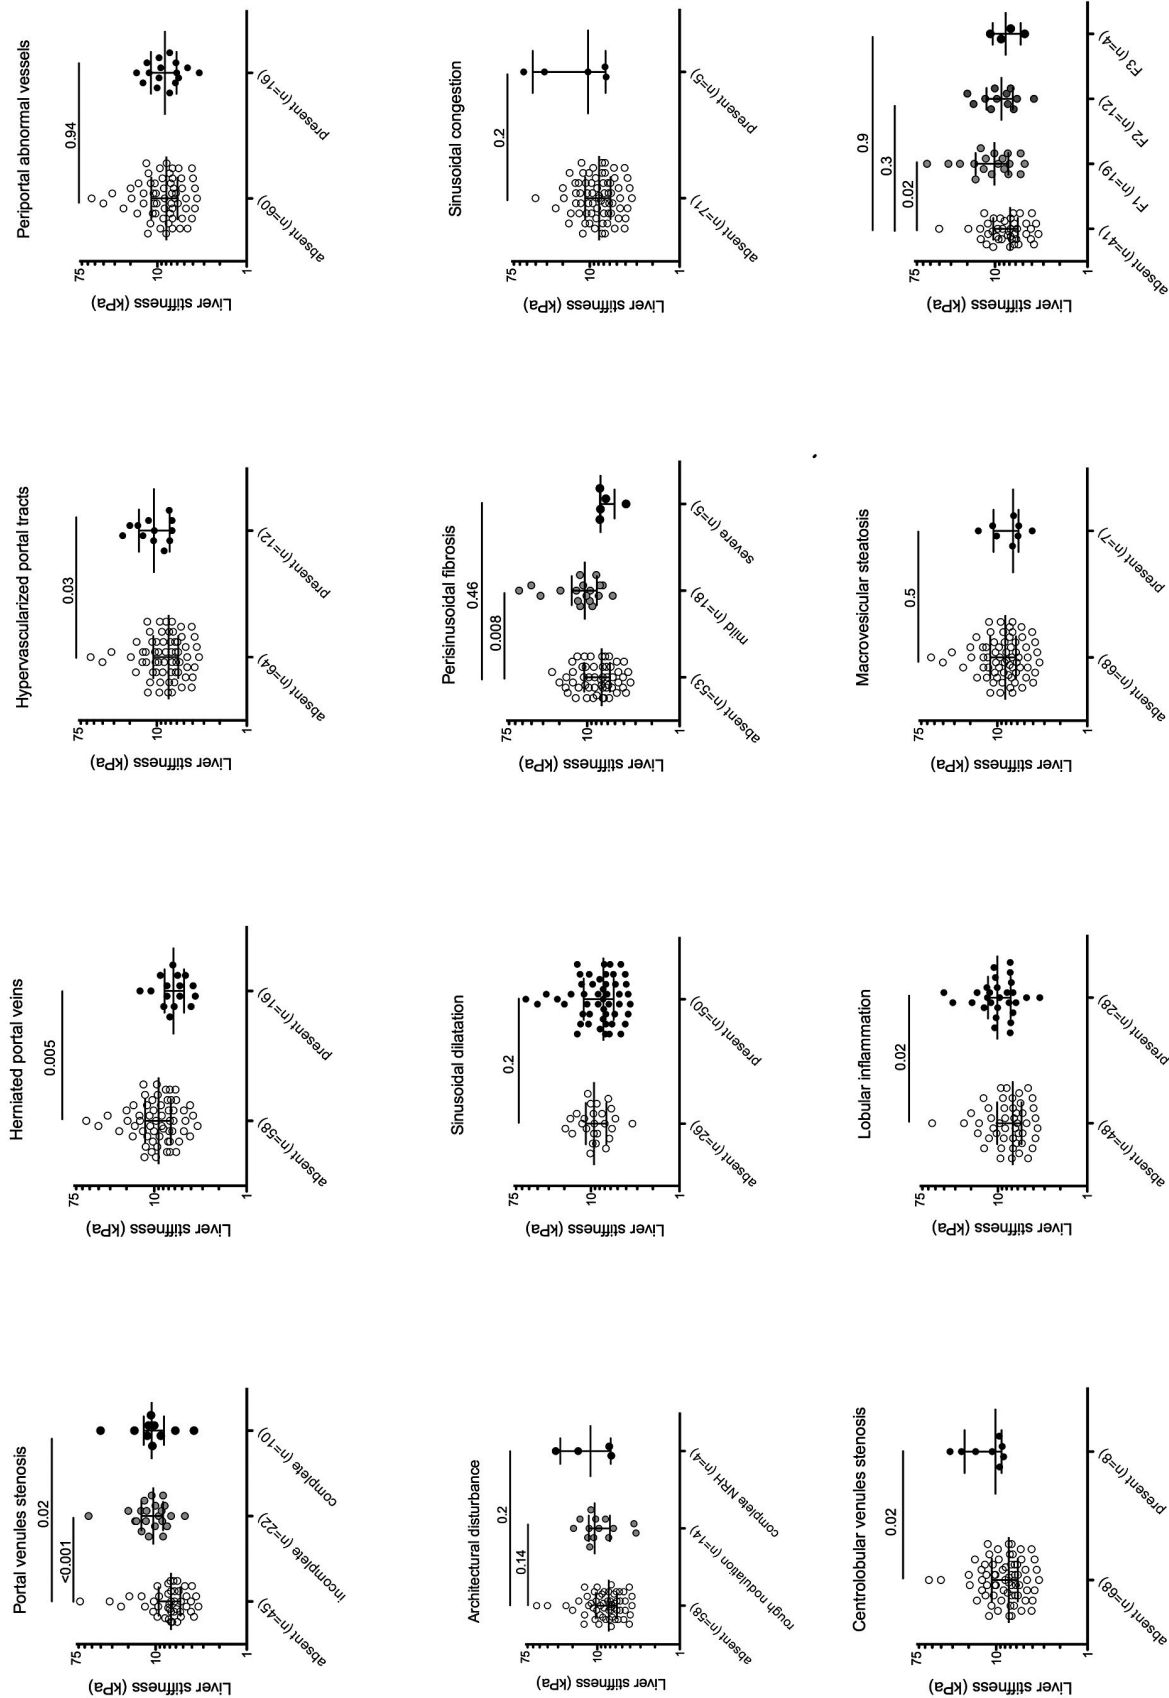 Portal venules stenosis
0.02
<0.001
75
10
1
Liver stiffness (kPa)
absent (n=45)
incomplete (n=22)
complete (n=10)
Herniated portal veins
0.005
75
10
1
Liver stiffness (kPa)
absent (n=58)
present (n=16)
Hypervascularized portal tracts
0.03
75
10
1
Liver stiffness (kPa)
absent (n=64)
present (n=12)
Periportal abnormal vessels
0.94
75
10
1
Liver stiffness (kPa)
absent (n=60)
present (n=16)
Architectural disturbance
0.2
0.14
75
10
1
Liver stiffness (kPa)
absent (n=58)
rough nodulation (n=14)
complete NRH (n=4)
Sinusoidal dilatation
0.2
75
10
1
Liver stiffness (kPa)
absent (n=26)
present (n=50)
Perisinusoidal fibrosis
0.46
0.008
75
10
1
Liver stiffness (kPa)
absent (n=53)
mild (n=18)
severe (n=5)
Sinusoidal congestion
0.2
75
10
1
Liver stiffness (kPa)
absent (n=71)
present (n=5)
Centrolobular venules stenosis
0.02
75
10
1
Liver stiffness (kPa)
absent (n=68)
present (n=8)
Lobular inflammation
0.02
75
10
1
Liver stiffness (kPa)
absent (n=48)
present (n=28)
Macrovesicular steatosis
0.5
75
10
1
Liver stiffness (kPa)
absent (n=68)
present (n=7)
0.9
0.3
0.02
75
10
1
Liver stiffness (kPa)
absent (n=41)
F1 (n=19)
F2 (n=12)
F3 (n=4)